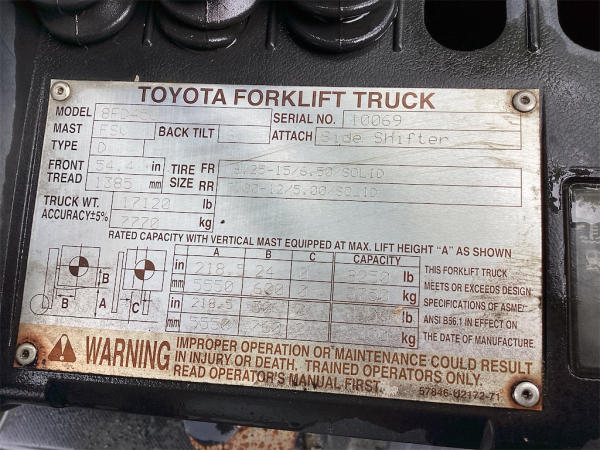 TOYOTA FORKLIFT TRUCK
MODEL SERIAL NO. 10069
MAST FSV BACK TILT ATTACH Side SHifter
TYPE D
FRONT TREAD 54.4 in TIRE SIZE FR
1385 mm RR
TRUCK WT. 17120 lb
ACCURACY±5% 7770 kg
RATED CAPACITY WITH VERTICAL MAST EQUIPPED AT MAX. LIFT HEIGHT "A" AS SHOWN
A B C CAPACITY
in 218.5 24 0 lb THIS FORKLIFT TRUCK
mm 5550 600 0 kg MEETS OR EXCEEDS DESIGN
in 218.5 lb SPECIFICATIONS OF ASME/
mm 5550 kg ANSI B56.1 IN EFFECT ON
THE DATE OF MANUFACTURE
B B A C A
WARNING IMPROPER OPERATION OR MAINTENANCE COULD RESULT
IN INJURY OR DEATH. TRAINED OPERATORS ONLY.
READ OPERATOR'S MANUAL FIRST.
57846-U2172-71